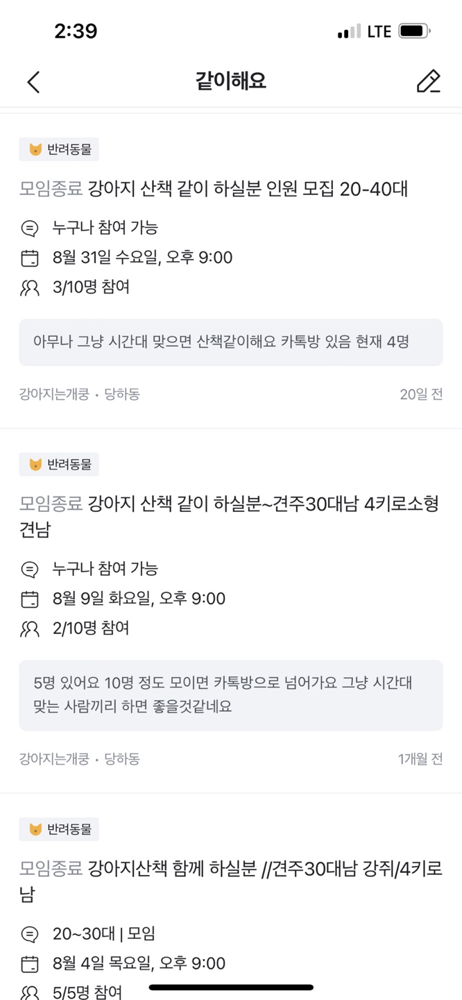 2:39
LTE
같이해요
반려동물
모임종료 강아지 산책 같이 하실분 인원 모집 20-40대
누구나 참여 가능
8월 31일 수요일, 오후 9:00
3/10명 참여
아무나 그냥 시간대 맞으면 산책같이해요 카톡방 있음 현재 4명
강아지는개쿵 · 당하동
20일 전
반려동물
모임종료 강아지 산책 같이 하실분~견주30대남 4키로소형
견남
누구나 참여 가능
8월 9일 화요일, 오후 9:00
2/10명 참여
5명 있어요 10명 정도 모이면 카톡방으로 넘어가요 그냥 시간대
맞는 사람끼리 하면 좋을것같네요
강아지는개쿵 · 당하동
1개월 전
반려동물
모임종료 강아지산책 함께 하실분 //견주30대남 강쥐/4키로
남
20~30대 | 모임
8월 4일 목요일, 오후 9:00
5/5명 참여